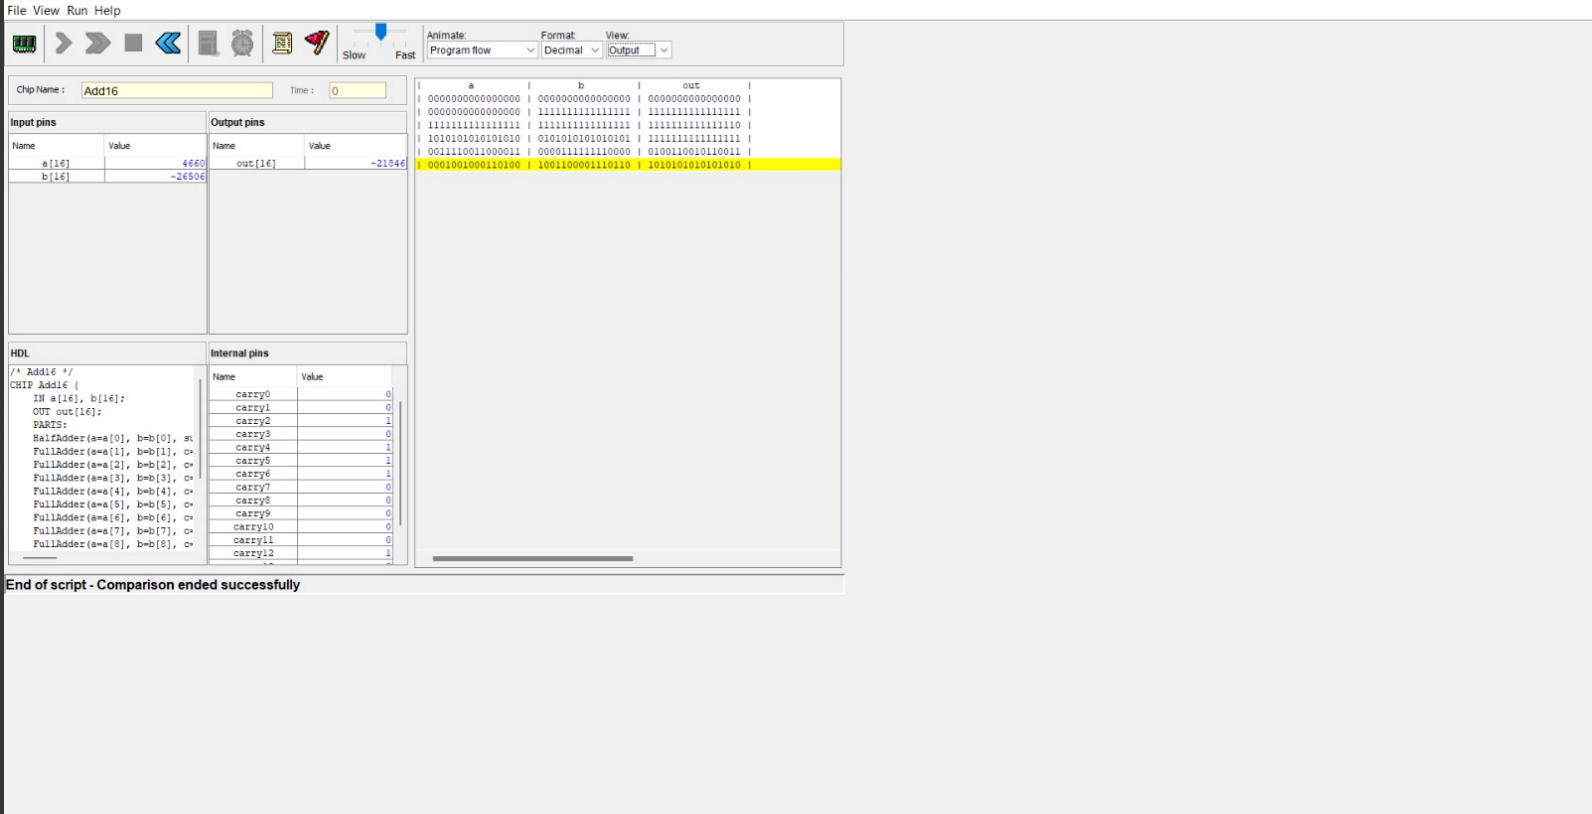 File View Run Help
Animate: Format: View:
Slow Fast Program flow Decimal Output
Chip Name : Add16 Time : 0
Input pins Output pins
Name Value Name Value
a[16] 4660 out[16] -21846
b[16] -26506
| a | b | out |
| 0000000000000000 | 0000000000000000 | 0000000000000000 |
| 0000000000000000 | 1111111111111111 | 1111111111111111 |
| 1111111111111111 | 1111111111111111 | 1111111111111110 |
| 1010101010101010 | 0101010101010101 | 1111111111111111 |
| 0011110011000011 | 0000111111110000 | 0100110010110011 |
| 0001001000110100 | 1001100001110110 | 1010101010101010 |
HDL
/* Add16 */
CHIP Add16 {
IN a[16], b[16];
OUT out[16];
PARTS:
HalfAdder(a=a[0], b=b[0], su
FullAdder(a=a[1], b=b[1], c=
FullAdder(a=a[2], b=b[2], c=
FullAdder(a=a[3], b=b[3], c=
FullAdder(a=a[4], b=b[4], c=
FullAdder(a=a[5], b=b[5], c=
FullAdder(a=a[6], b=b[6], c=
FullAdder(a=a[7], b=b[7], c=
FullAdder(a=a[8], b=b[8], c=
Internal pins
Name Value
carry0 0
carry1 0
carry2 1
carry3 0
carry4 1
carry5 1
carry6 1
carry7 0
carry8 0
carry9 0
carry10 0
carry11 0
carry12 1
End of script - Comparison ended successfully